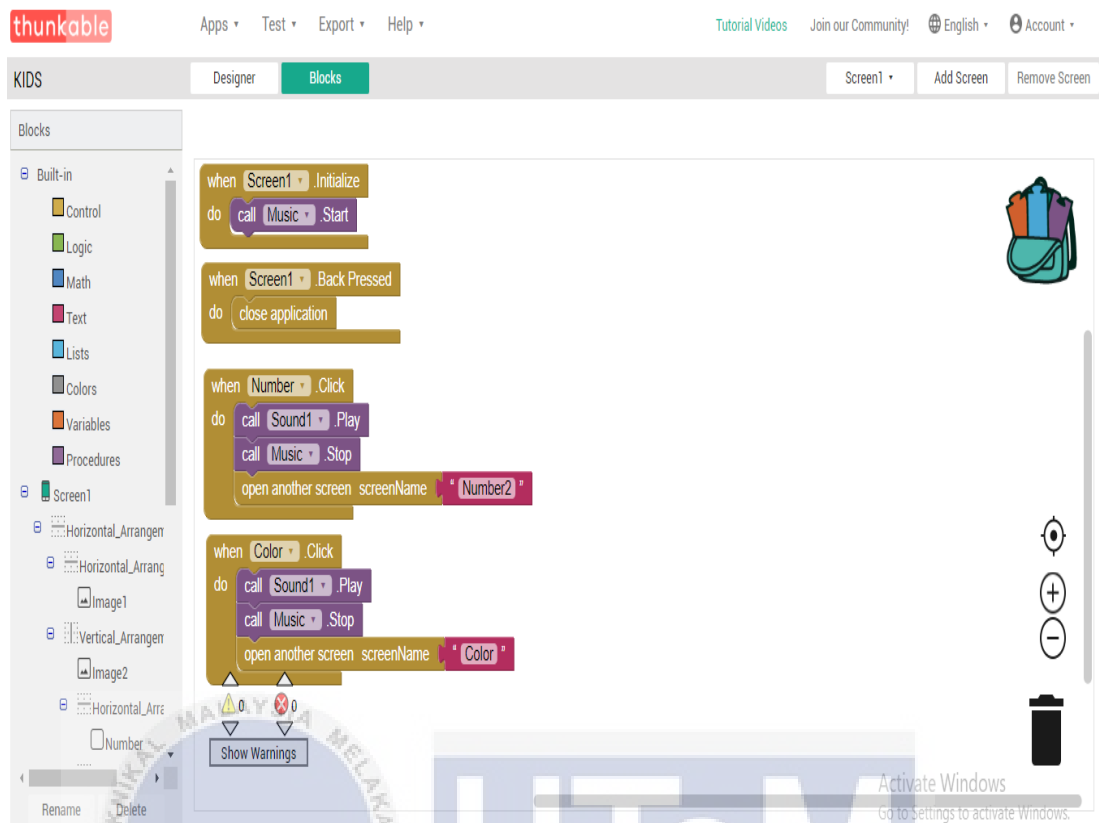 thunkable
Apps Test Export Help
Tutorial Videos Join our Community! English Account
KIDS
Designer Blocks
Screen1 Add Screen Remove Screen
Blocks
Built-in
Control
Logic
Math
Text
Lists
Colors
Variables
Procedures
Screen1
Horizontal_Arrangem
Horizontal_Arrang
Image1
Vertical_Arrangem
Image2
Horizontal_Arra
Number
Rename Delete
when Screen1 .Initialize
do call Music .Start
when Screen1 .Back Pressed
do close application
when Number .Click
do call Sound1 .Play
call Music .Stop
open another screen screenName " Number2 "
when Color .Click
do call Sound1 .Play
call Music .Stop
open another screen screenName " Color "
0 0
Show Warnings
MALAYSIA
Activate Windows
Go to Settings to activate Windows.